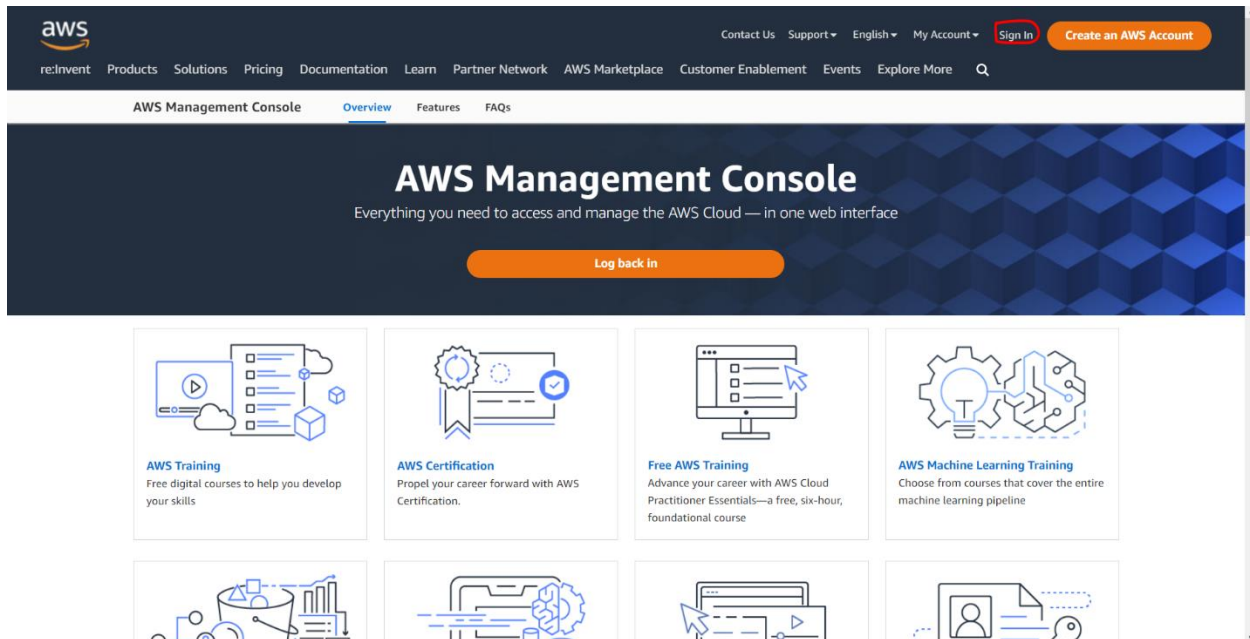 aws
Contact Us Support English My Account Sign In Create an AWS Account
re:Invent Products Solutions Pricing Documentation Learn Partner Network AWS Marketplace Customer Enablement Events Explore More
AWS Management Console Overview Features FAQs
AWS Management Console
Everything you need to access and manage the AWS Cloud — in one web interface
Log back in
AWS Training
Free digital courses to help you develop
your skills
AWS Certification
Propel your career forward with AWS
Certification.
Free AWS Training
Advance your career with AWS Cloud
Practitioner Essentials—a free, six-hour,
foundational course
AWS Machine Learning Training
Choose from courses that cover the entire
machine learning pipeline